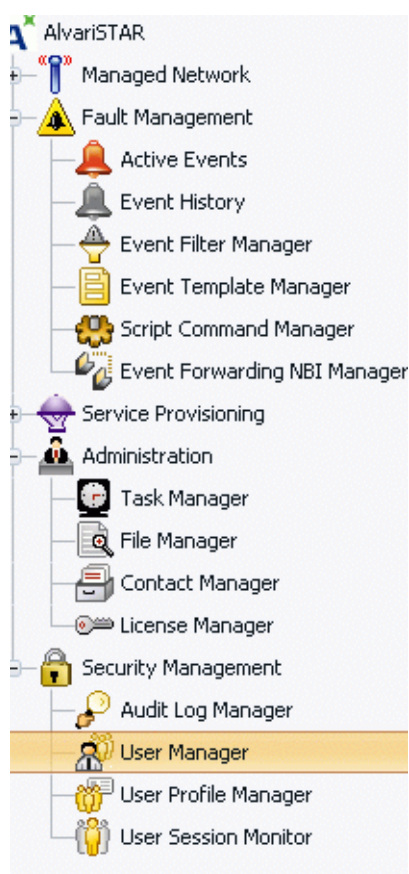 AlvariSTAR
Managed Network
Fault Management
Active Events
Event History
Event Filter Manager
Event Template Manager
Script Command Manager
Event Forwarding NBI Manager
Service Provisioning
Administration
Task Manager
File Manager
Contact Manager
License Manager
Security Management
Audit Log Manager
User Manager
User Profile Manager
User Session Monitor